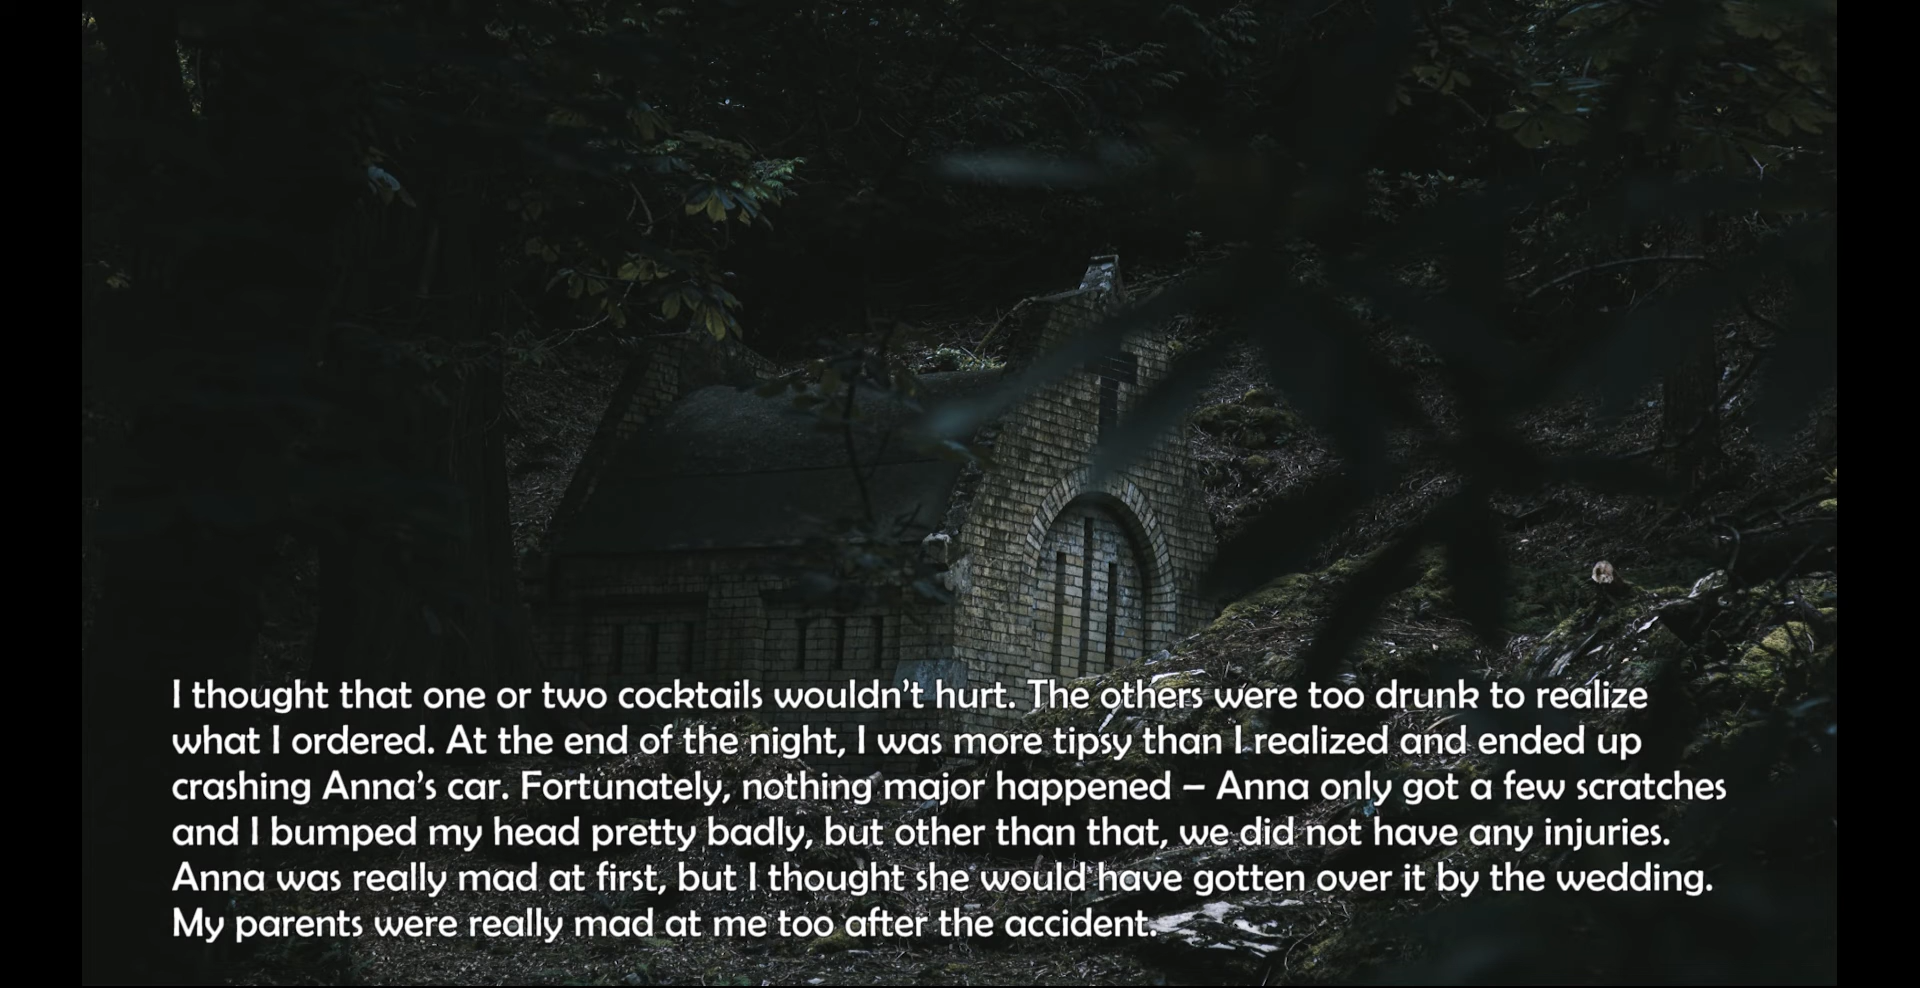 I thought that one or two cocktails wouldn’t hurt. The others were too drunk to realize
what I ordered. At the end of the night, I was more tipsy than I realized and ended up
crashing Anna’s car. Fortunately, nothing major happened – Anna only got a few scratches
and I bumped my head pretty badly, but other than that, we did not have any injuries.
Anna was really mad at first, but I thought she would have gotten over it by the wedding.
My parents were really mad at me too after the accident.